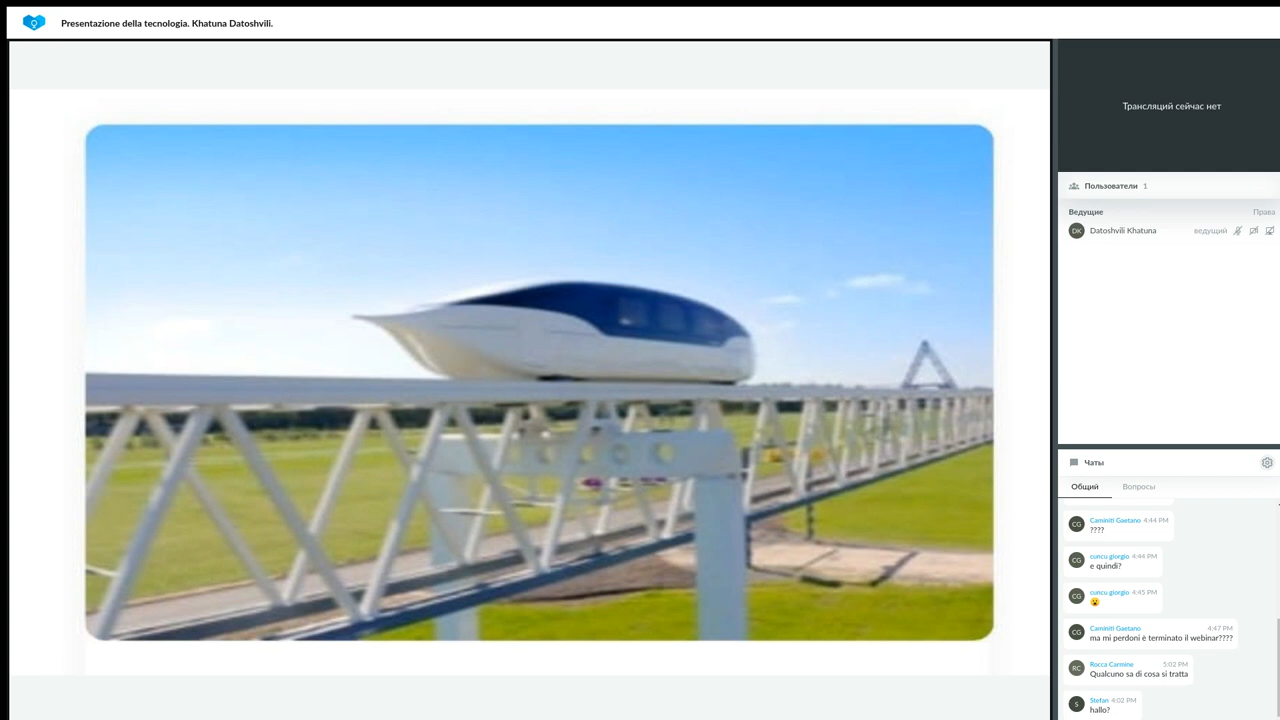 Presentazione della tecnologia. Khatuna Datoshvili.
Трансляций сейчас нет
Пользователи 1
Ведущие Права
DK Datoshvili Khatuna ведущий
Чаты
Общий Вопросы
CG Caminiti Gaetano 4:44 PM
????
CG cuncu giorgio 4:44 PM
e quindi?
CG cuncu giorgio 4:45 PM
😮
CG Caminiti Gaetano 4:47 PM
ma mi perdoni è terminato il webinar????
RC Rocca Carmine 5:02 PM
Qualcuno sa di cosa si tratta
S Stefan 4:02 PM
hallo?